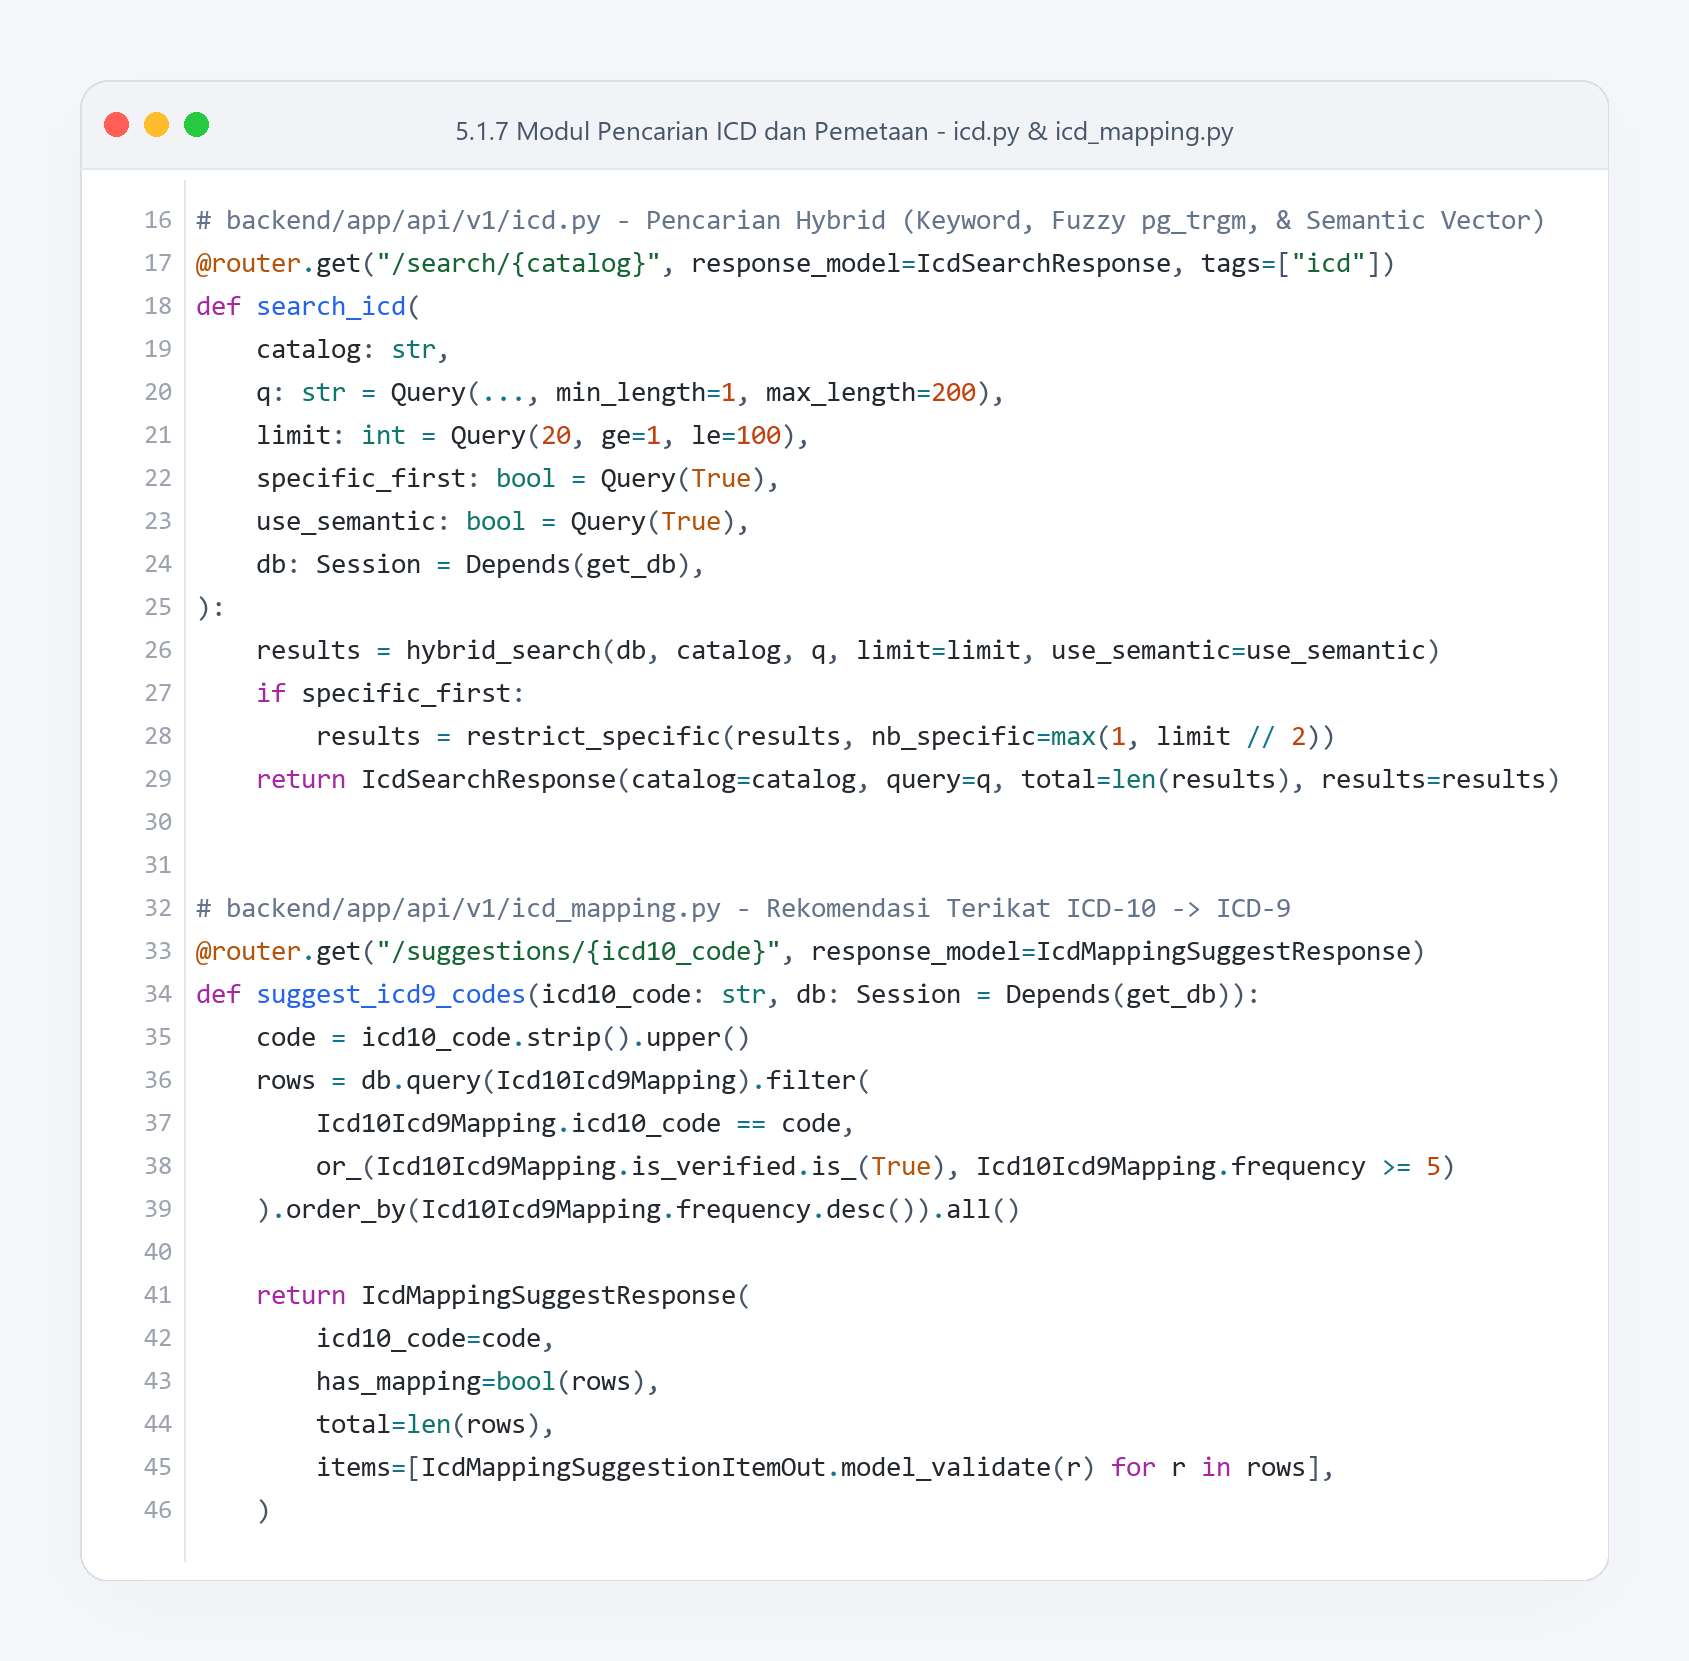 5.1.7 Modul Pencarian ICD dan Pemetaan - icd.py & icd_mapping.py
16 # backend/app/api/v1/icd.py - Pencarian Hybrid (Keyword, Fuzzy pg_trgm, & Semantic Vector)
17 @router.get("/search/{catalog}", response_model=IcdSearchResponse, tags=["icd"])
18 def search_icd(
19     catalog: str,
20     q: str = Query(..., min_length=1, max_length=200),
21     limit: int = Query(20, ge=1, le=100),
22     specific_first: bool = Query(True),
23     use_semantic: bool = Query(True),
24     db: Session = Depends(get_db),
25 ):
26     results = hybrid_search(db, catalog, q, limit=limit, use_semantic=use_semantic)
27     if specific_first:
28         results = restrict_specific(results, nb_specific=max(1, limit // 2))
29     return IcdSearchResponse(catalog=catalog, query=q, total=len(results), results=results)
30
31
32 # backend/app/api/v1/icd_mapping.py - Rekomendasi Terikat ICD-10 -> ICD-9
33 @router.get("/suggestions/{icd10_code}", response_model=IcdMappingSuggestResponse)
34 def suggest_icd9_codes(icd10_code: str, db: Session = Depends(get_db)):
35     code = icd10_code.strip().upper()
36     rows = db.query(Icd10Icd9Mapping).filter(
37         Icd10Icd9Mapping.icd10_code == code,
38         or_(Icd10Icd9Mapping.is_verified.is_(True), Icd10Icd9Mapping.frequency >= 5)
39     ).order_by(Icd10Icd9Mapping.frequency.desc()).all()
40
41     return IcdMappingSuggestResponse(
42         icd10_code=code,
43         has_mapping=bool(rows),
44         total=len(rows),
45         items=[IcdMappingSuggestionItemOut.model_validate(r) for r in rows],
46     )